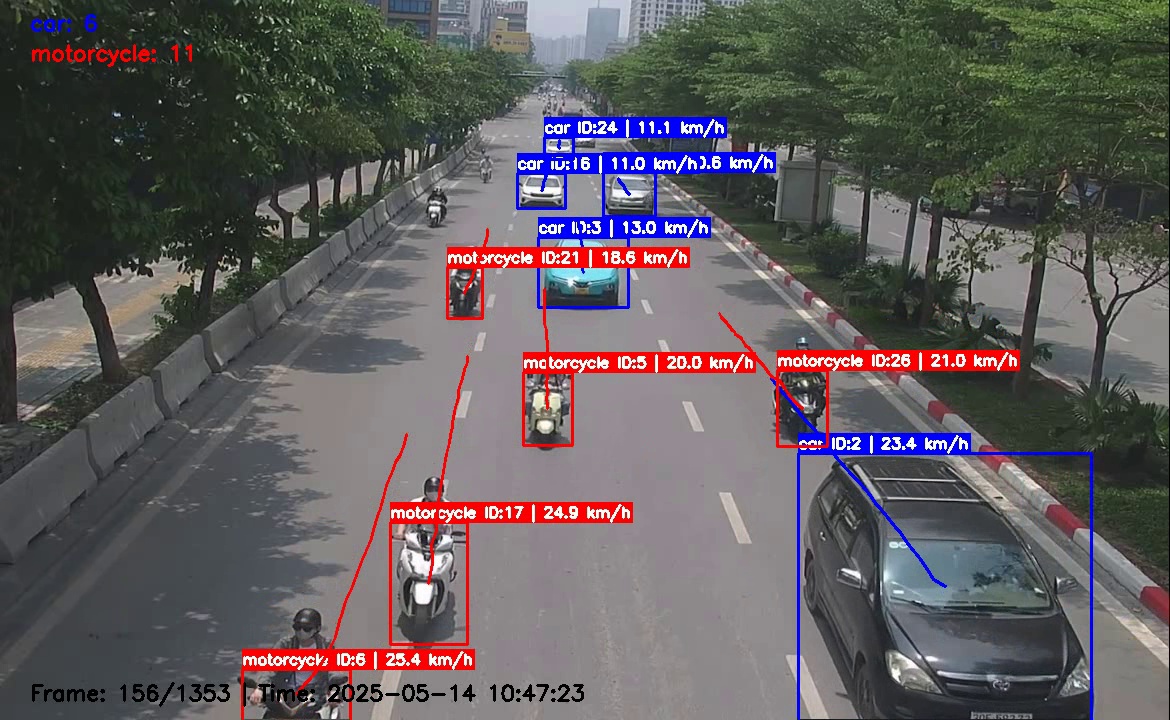 car: 6
motorcycle: 11
car ID:24 | 11.1 km/h
car ID:16 | 11.0 km/h
.6 km/h
car ID:3 | 13.0 km/h
motorcycle ID:21 | 18.6 km/h
motorcycle ID:5 | 20.0 km/h
motorcycle ID:26 | 21.0 km/h
car ID:2 | 23.4 km/h
motorcycle ID:17 | 24.9 km/h
motorcycle ID:6 | 25.4 km/h
Frame: 156/1353 | Time: 2025-05-14 10:47:23